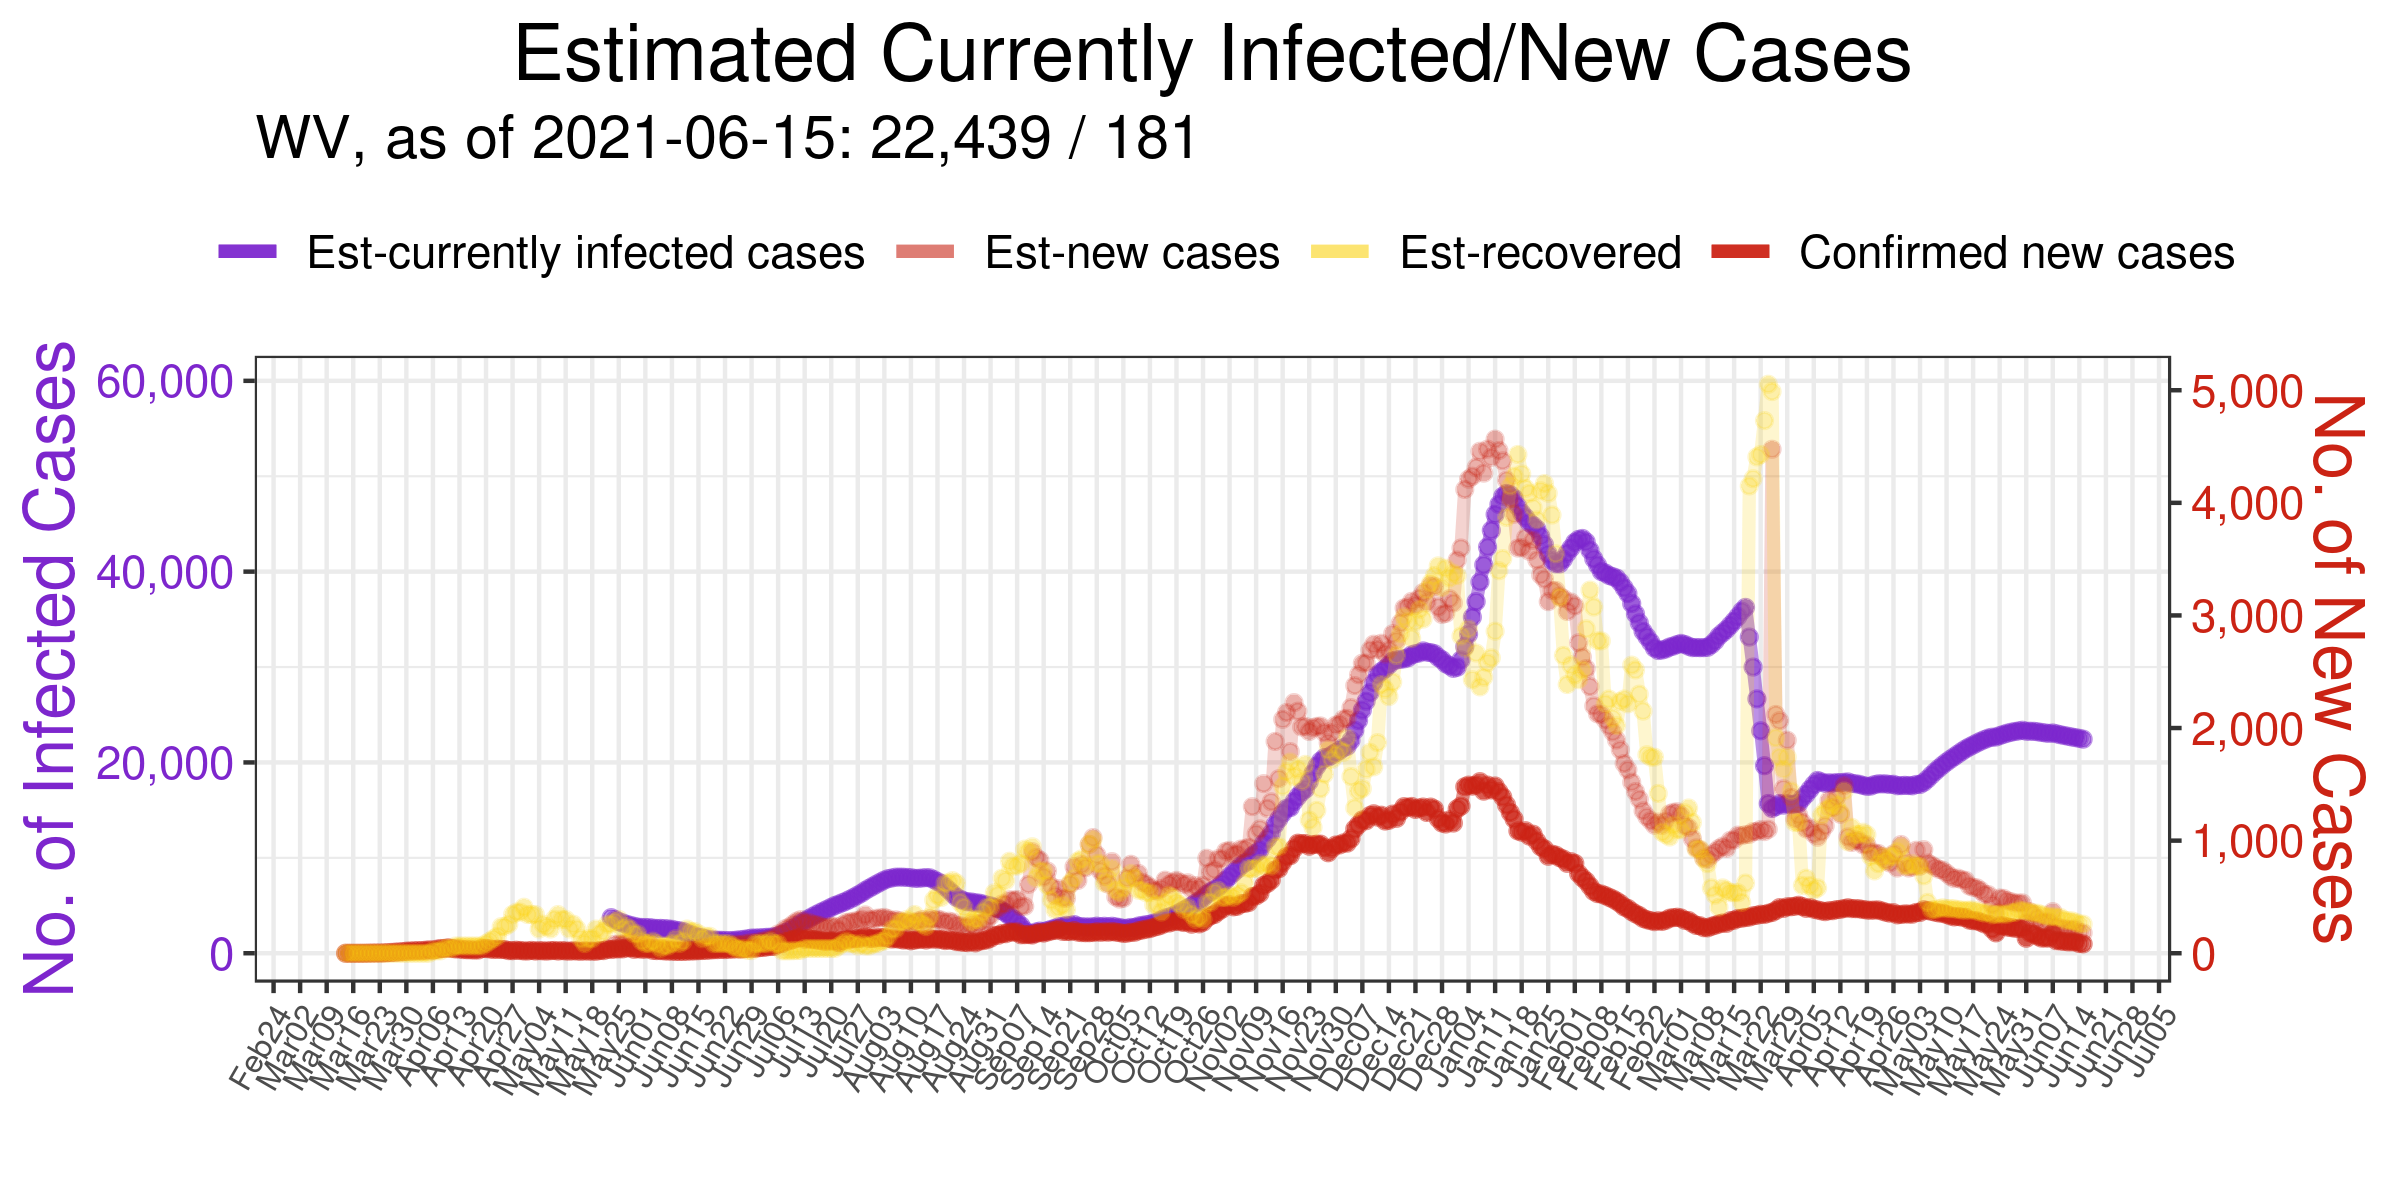 Estimated Currently Infected/New Cases
WV, as of 2021-06-15: 22,439 / 181
Est-currently infected cases Est-new cases Est-recovered Confirmed new cases
No. of Infected Cases
60,000
40,000
20,000
0
5,000
4,000
3,000
2,000
1,000
0
No. of New Cases
Feb24 Mar02 Mar09 Mar16 Mar23 Mar30 Apr06 Apr13 Apr20 Apr27 May04 May11 May18 May25 Jun01 Jun08 Jun15 Jun22 Jun29 Jul06 Jul13 Jul20 Jul27 Aug03 Aug10 Aug17 Aug24 Aug31 Sep07 Sep14 Sep21 Sep28 Oct05 Oct12 Oct19 Oct26 Nov02 Nov09 Nov16 Nov23 Nov30 Dec07 Dec14 Dec21 Dec28 Jan04 Jan11 Jan18 Jan25 Feb01 Feb08 Feb15 Feb22 Mar01 Mar08 Mar15 Mar22 Mar29 Apr05 Apr12 Apr19 Apr26 May03 May10 May17 May24 May31 Jun07 Jun14 Jun21 Jun28 Jul05